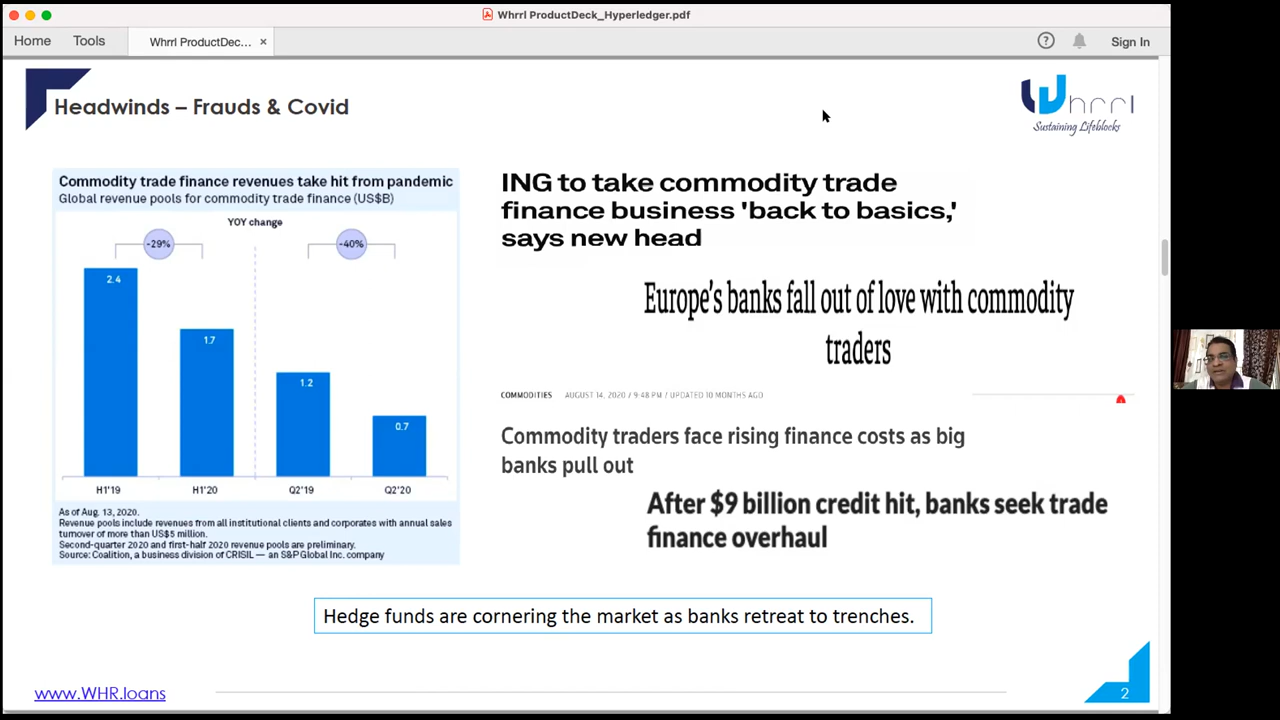 Whrrl ProductDeck_Hyperledger.pdf
Home Tools Whrrl ProductDec... × ? Sign In
Headwinds – Frauds & Covid
Whrrl
Sustaining Lifeblocks
Commodity trade finance revenues take hit from pandemic
Global revenue pools for commodity trade finance (US$B)
YOY change
-29% -40%
2.4
1.7
1.2
0.7
H1'19 H1'20 Q2'19 Q2'20
As of Aug. 13, 2020.
Revenue pools include revenues from all institutional clients and corporates with annual sales
turnover of more than US$5 million.
Second-quarter 2020 and first-half 2020 revenue pools are preliminary.
Source: Coalition, a business division of CRISIL — an S&P Global Inc. company
ING to take commodity trade
finance business 'back to basics,'
says new head
Europe's banks fall out of love with commodity
traders
COMMODITIES AUGUST 14, 2020 / 9:48 PM / UPDATED 10 MONTHS AGO
Commodity traders face rising finance costs as big
banks pull out
After $9 billion credit hit, banks seek trade
finance overhaul
Hedge funds are cornering the market as banks retreat to trenches.
www.WHR.loans
2